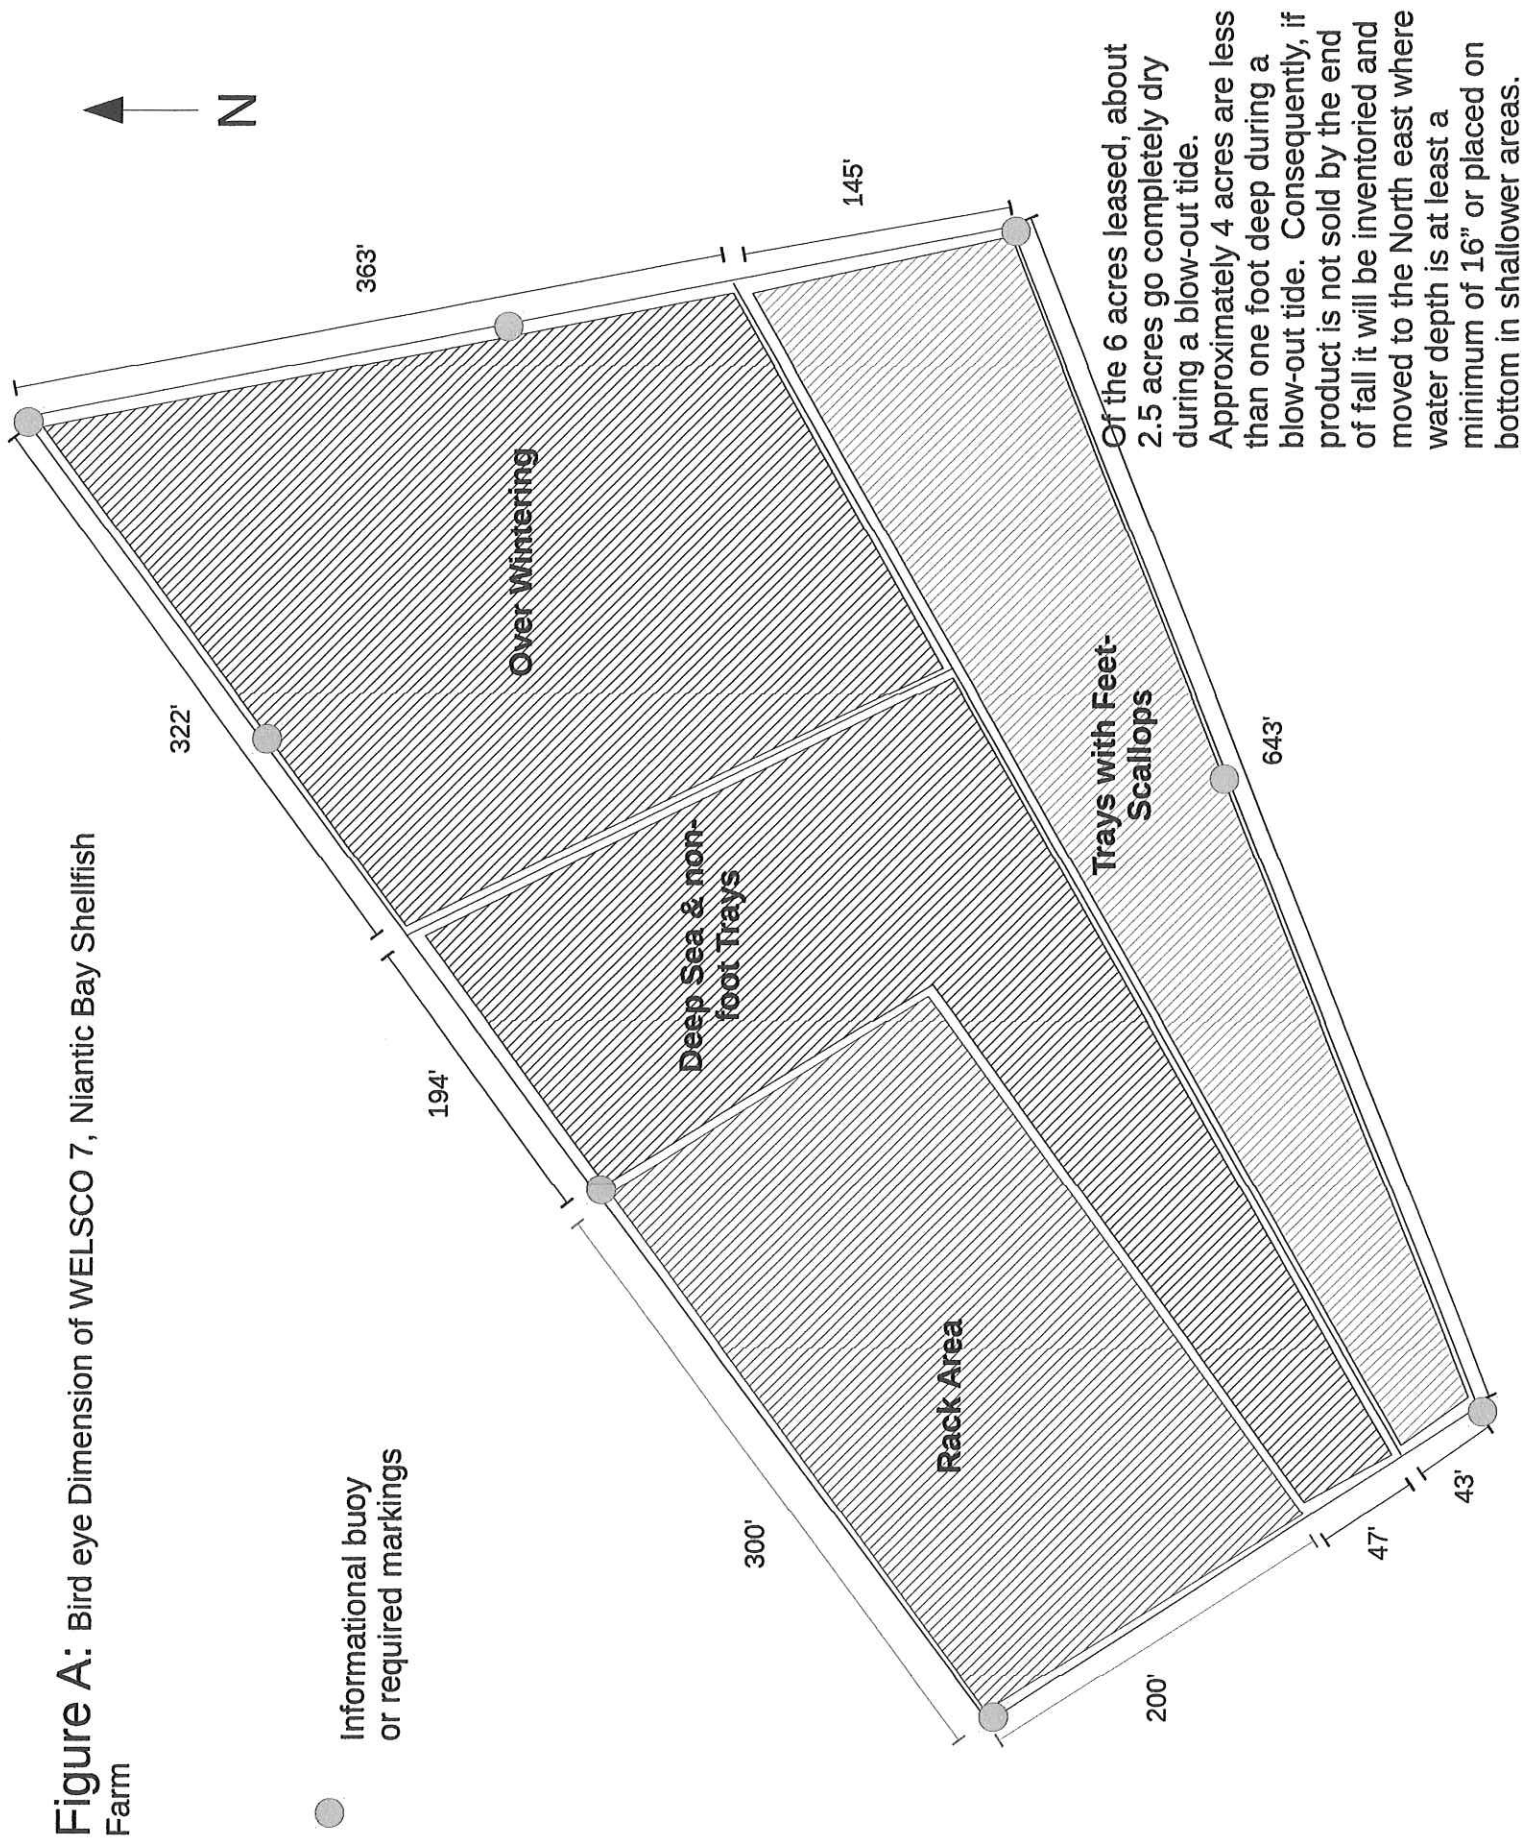 Figure A: Bird eye Dimension of WELSCO 7, Niantic Bay Shellfish
Farm
N
Informational buoy
or required markings
322'
363'
194'
145'
300'
Over Wintering
Deep Sea & non-
foot Trays
Rack Area
Trays with Feet-
Scallops
200'
47'
43'
643'
Of the 6 acres leased, about
2.5 acres go completely dry
during a blow-out tide.
Approximately 4 acres are less
than one foot deep during a
blow-out tide. Consequently, if
product is not sold by the end
of fall it will be inventoried and
moved to the North east where
water depth is at least a
minimum of 16” or placed on
bottom in shallower areas.